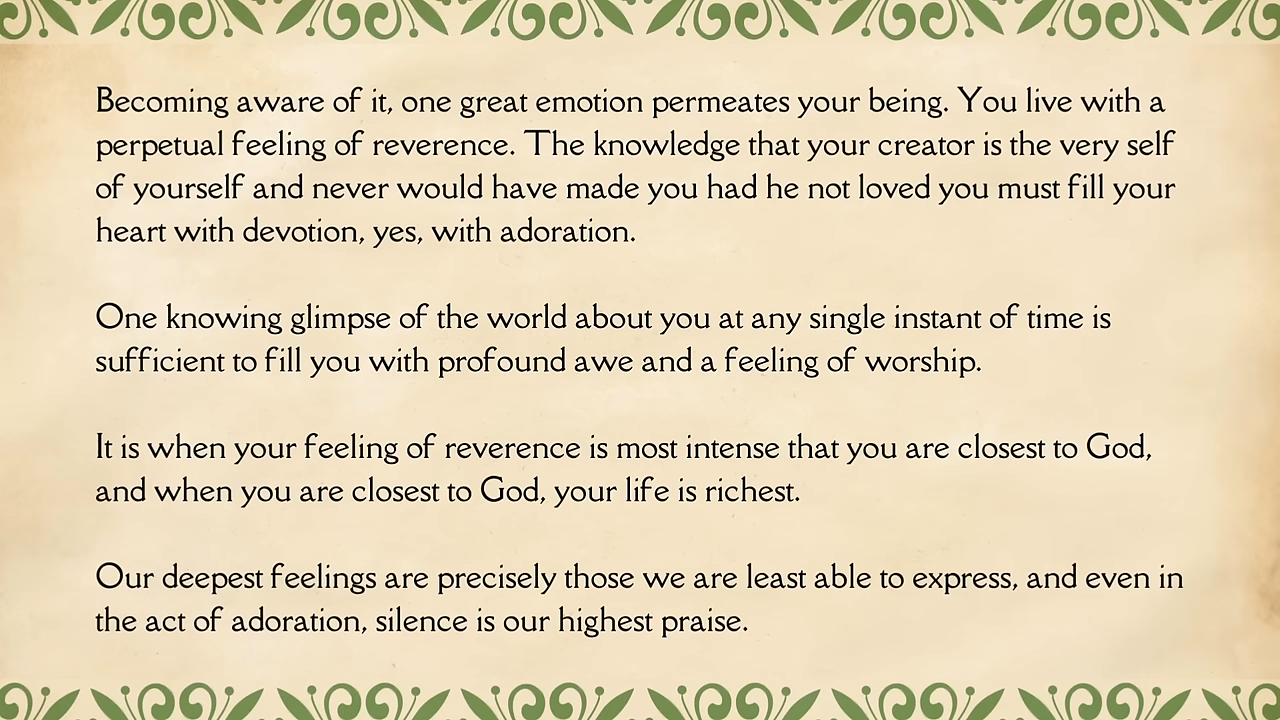 Becoming aware of it, one great emotion permeates your being. You live with a
perpetual feeling of reverence. The knowledge that your creator is the very self
of yourself and never would have made you had he not loved you must fill your
heart with devotion, yes, with adoration.
One knowing glimpse of the world about you at any single instant of time is
sufficient to fill you with profound awe and a feeling of worship.
It is when your feeling of reverence is most intense that you are closest to God,
and when you are closest to God, your life is richest.
Our deepest feelings are precisely those we are least able to express, and even in
the act of adoration, silence is our highest praise.